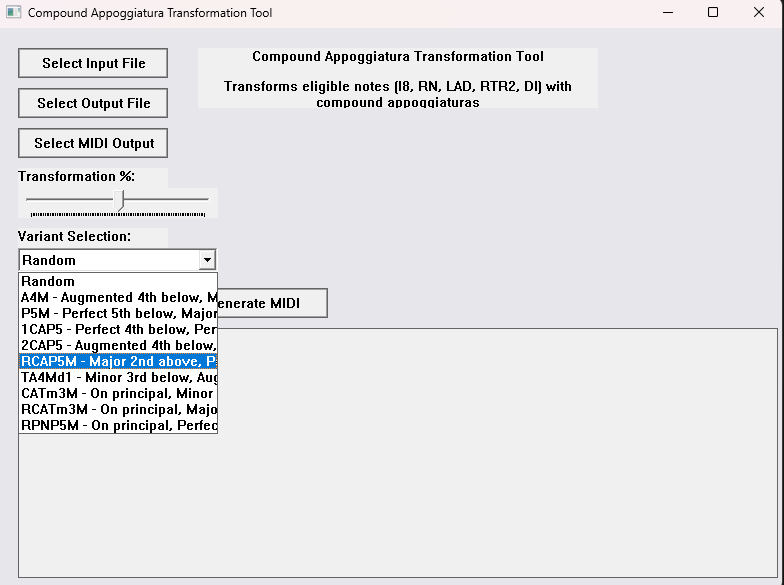 Compound Appoggiatura Transformation Tool
Select Input File
Compound Appoggiatura Transformation Tool
Transforms eligible notes (I8, RN, LAD, RTR2, DI) with
compound appoggiaturas
Select Output File
Select MIDI Output
Transformation %:
Variant Selection:
Random
Random
A4M - Augmented 4th below, M
P5M - Perfect 5th below, Major
enerate MIDI
1CAP5 - Perfect 4th below, Per
2CAP5 - Augmented 4th below,
RCAP5M - Major 2nd above, P
TA4Md1 - Minor 3rd below, Aug
CATm3M - On principal, Minor
RCATm3M - On principal, Majo
RPNP5M - On principal, Perfec